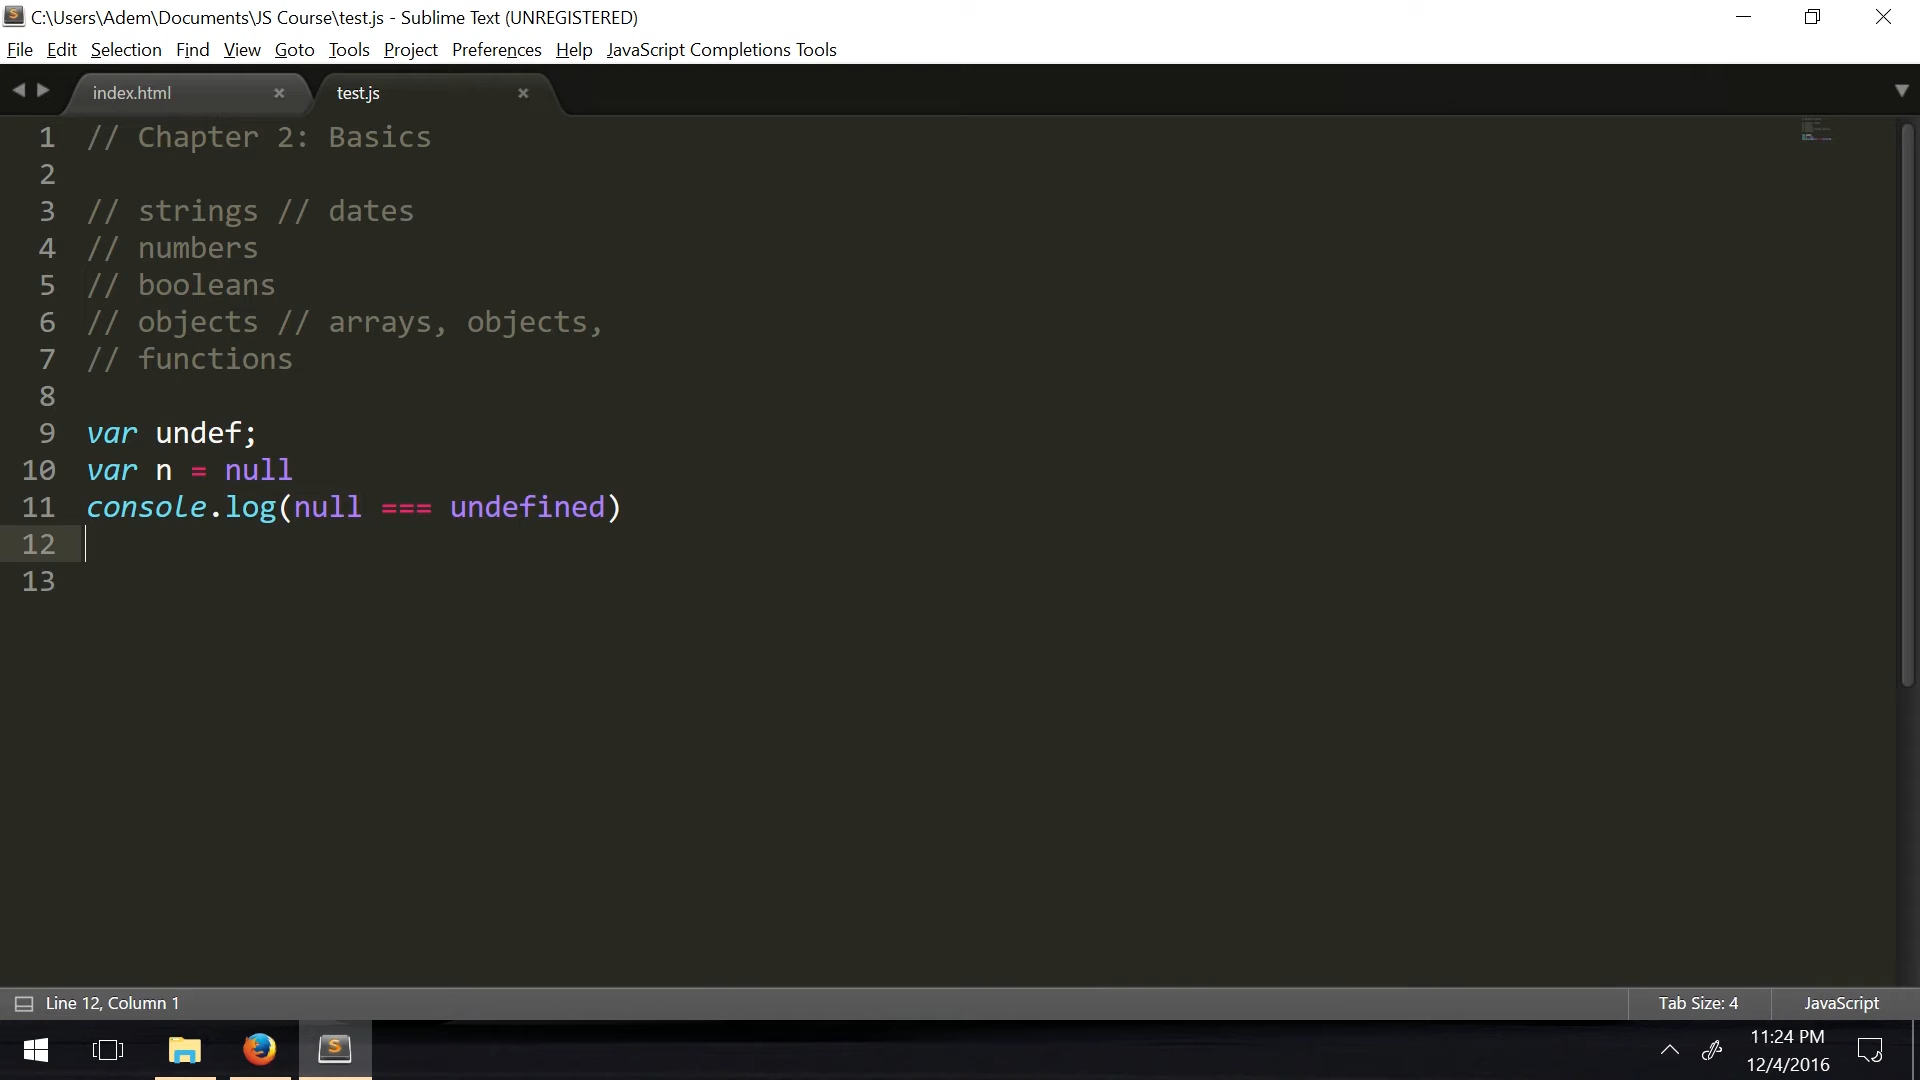 C:\Users\Adem\Documents\JS Course\test.js - Sublime Text (UNREGISTERED)
File Edit Selection Find View Goto Tools Project Preferences Help JavaScript Completions Tools
index.html × test.js ×
1 // Chapter 2: Basics
2
3 // strings // dates
4 // numbers
5 // booleans
6 // objects // arrays, objects,
7 // functions
8
9 var undef;
10 var n = null
11 console.log(null === undefined)
12
13
Line 12, Column 1 Tab Size: 4 JavaScript
11:24 PM
12/4/2016